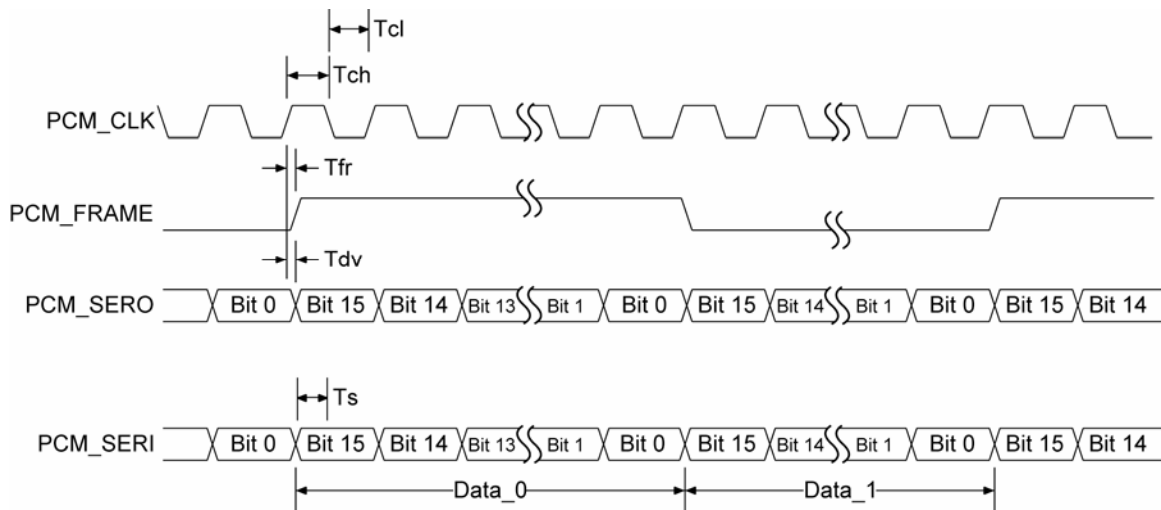 Tcl
Tch
PCM_CLK
Tfr
PCM_FRAME
Tdv
PCM_SERO Bit 0 Bit 15 Bit 14 Bit 13 Bit 1 Bit 0 Bit 15 Bit 14 Bit 1 Bit 0 Bit 15 Bit 14
Ts
PCM_SERI Bit 0 Bit 15 Bit 14 Bit 13 Bit 1 Bit 0 Bit 15 Bit 14 Bit 1 Bit 0 Bit 15 Bit 14
Data_0 Data_1